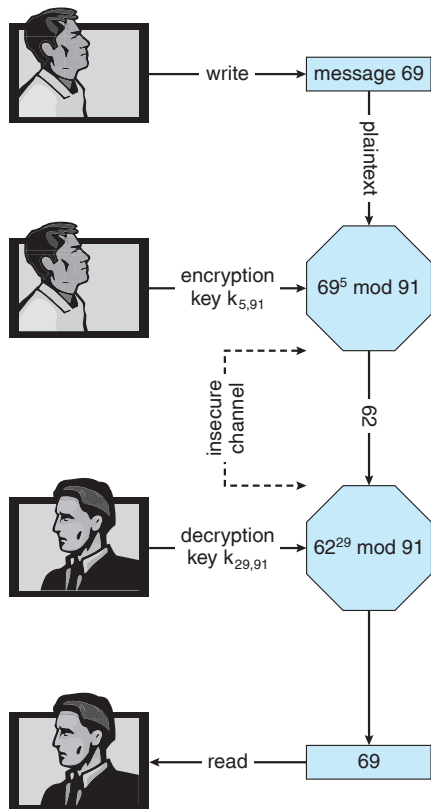 write
message 69
plaintext
encryption
key k5,91
69⁵ mod 91
insecure
channel
62
decryption
key k29,91
62²⁹ mod 91
read
69